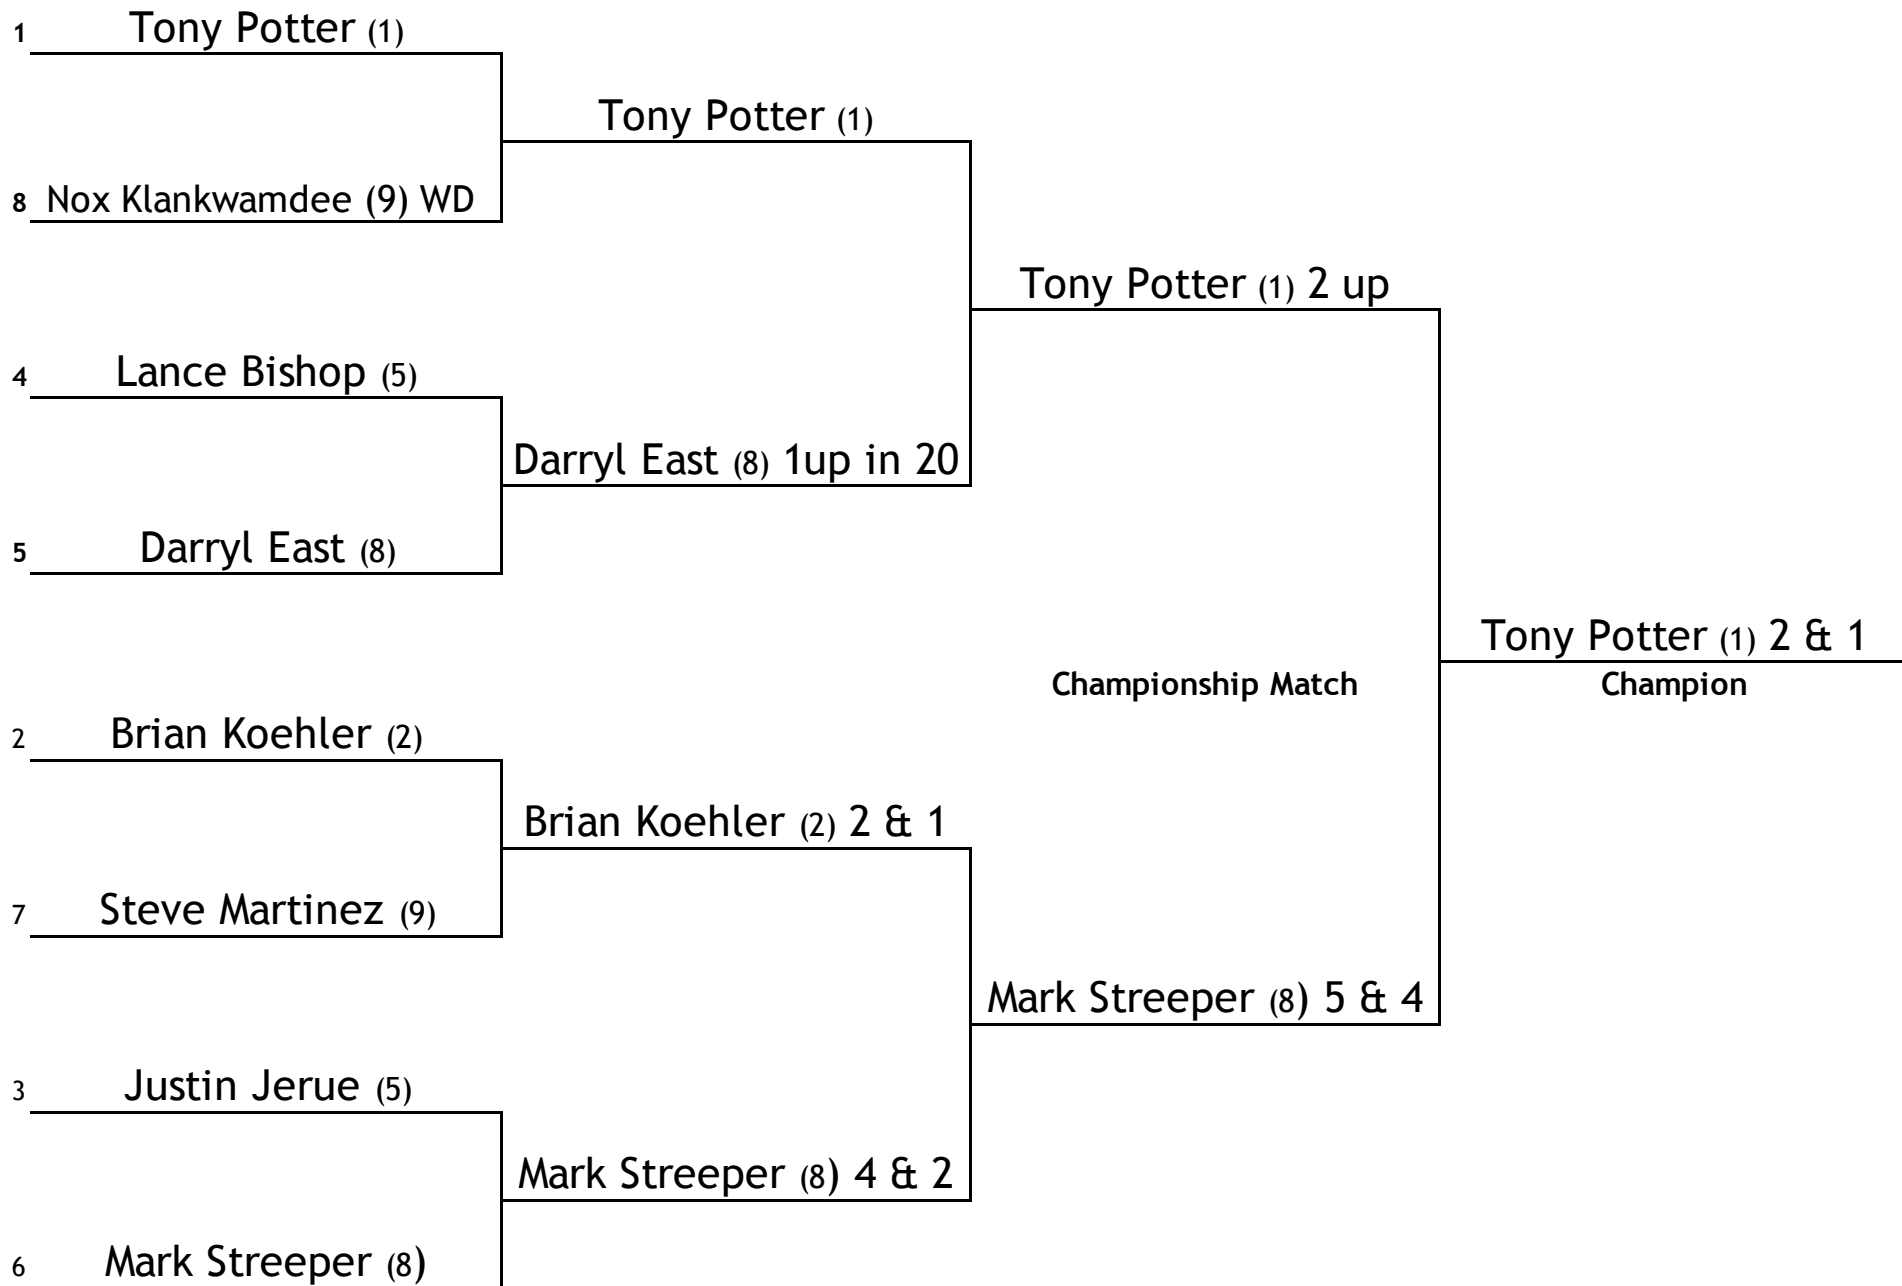 1 Tony Potter (1)
Tony Potter (1)
8 Nox Klankwamdee (9) WD
Tony Potter (1) 2 up
4 Lance Bishop (5)
Darryl East (8) 1up in 20
5 Darryl East (8)
Tony Potter (1) 2 & 1
Championship Match
Champion
2 Brian Koehler (2)
Brian Koehler (2) 2 & 1
7 Steve Martinez (9)
Mark Streeper (8) 5 & 4
3 Justin Jerue (5)
Mark Streeper (8) 4 & 2
6 Mark Streeper (8)